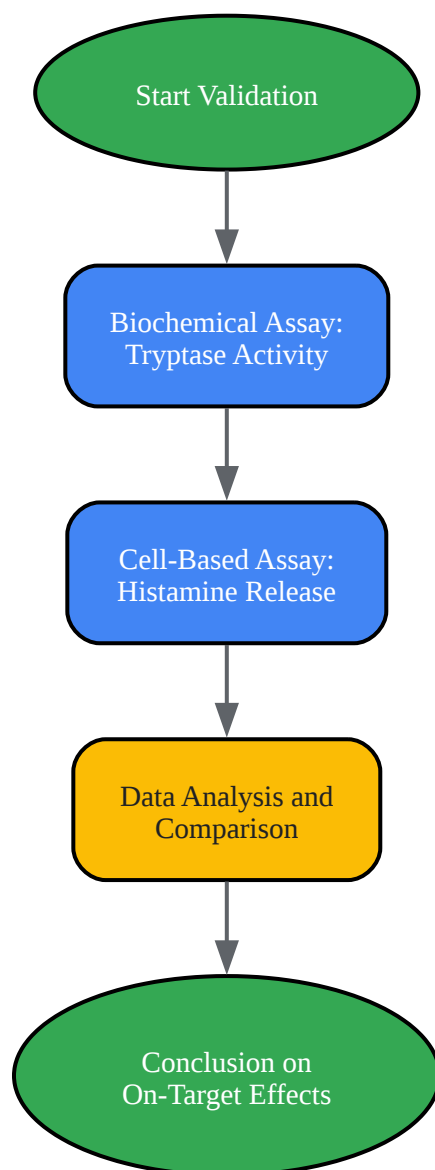 Start Validation
Biochemical Assay:
Tryptase Activity
Cell-Based Assay:
Histamine Release
Data Analysis and
Comparison
Conclusion on
On-Target Effects